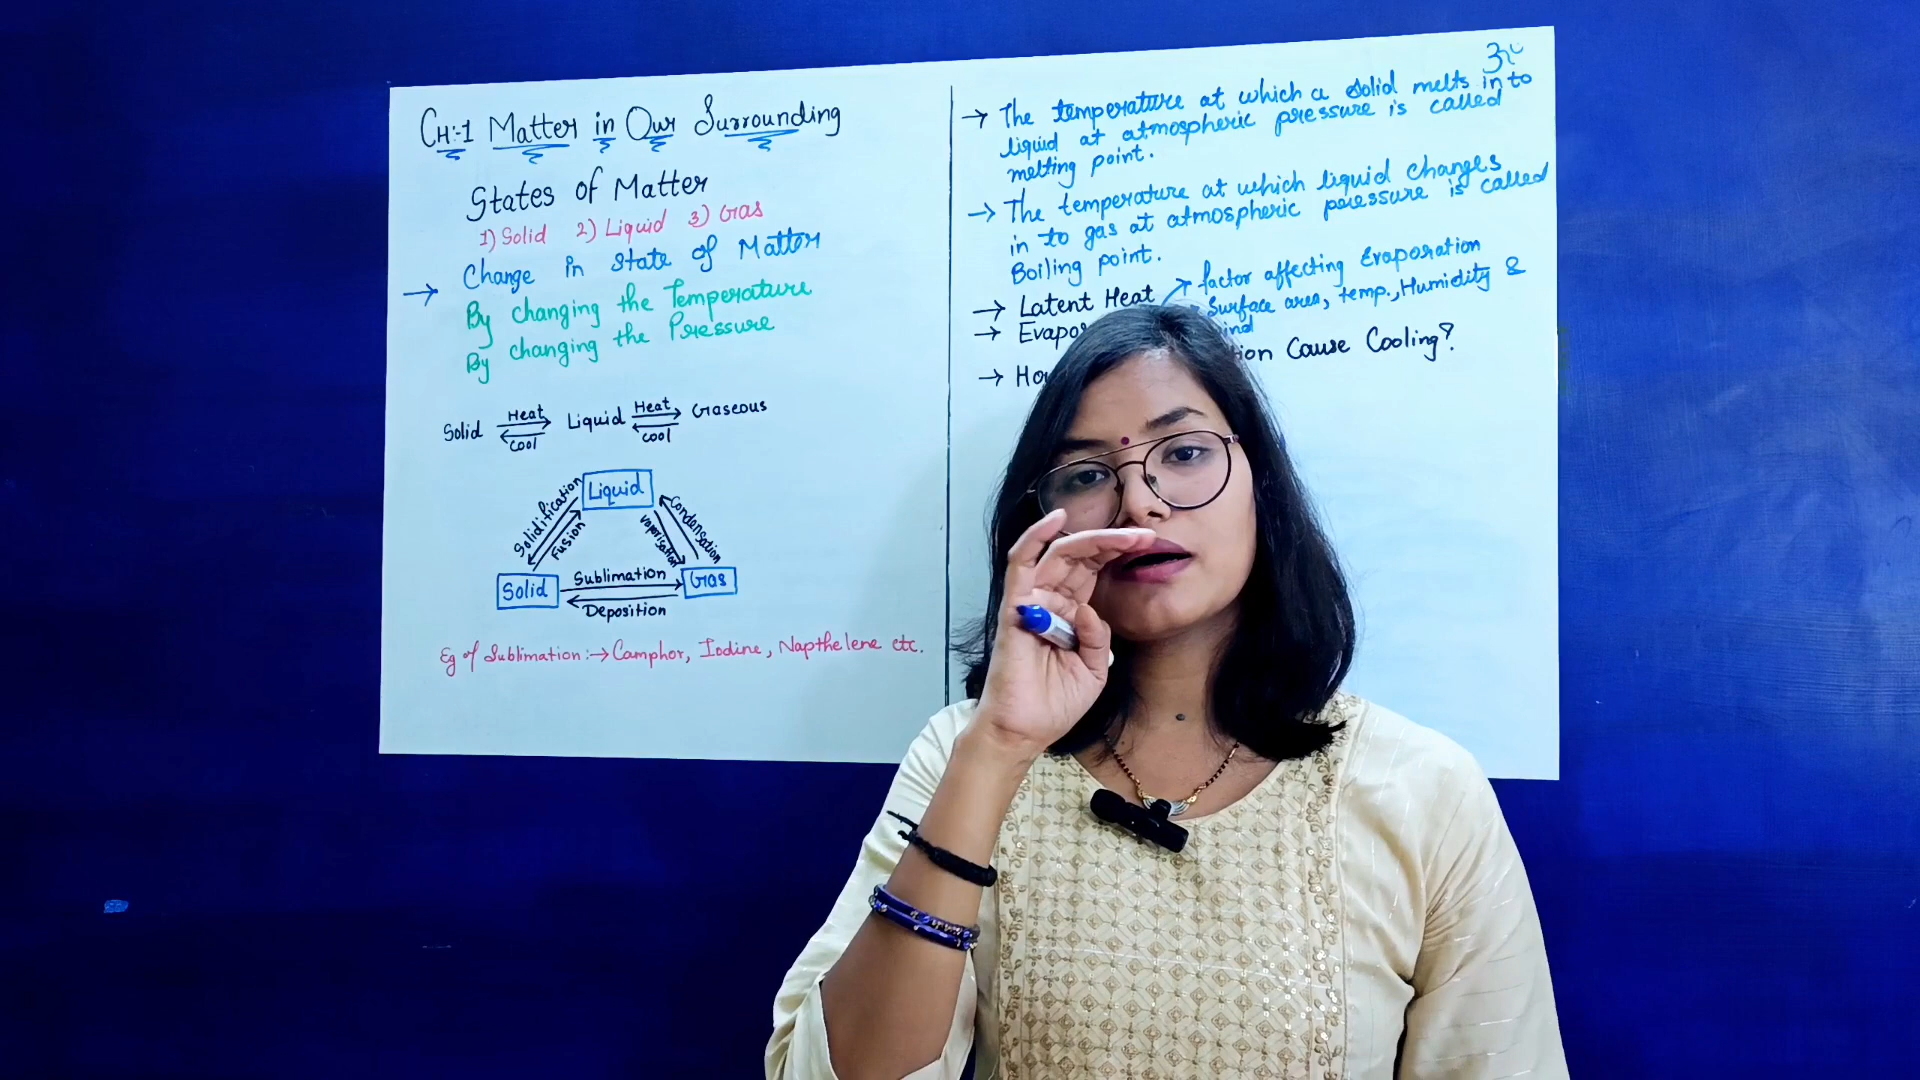 CH:-1 Matter in Our Surrounding
States of Matter
1) Solid 2) Liquid 3) Gas
→ Change in state of Matter
By changing the Temperature
By changing the Pressure
Solid Heat Cool Liquid Heat Cool Gaseous
Liquid
Solidification Fusion Vaporisation Condensation
Solid Sublimation Gas
Deposition
Eg of Sublimation :→ Camphor, Iodine, Napthelene etc.
→ The temperature at which a solid melts in to
liquid at atmospheric pressure is called
melting point.
→ The temperature at which liquid changes
in to gas at atmospheric pressure is called
Boiling point.
→ factor affecting Evaporation
→ Latent Heat
Surface area, temp., Humidity &
→ Evapo
ind
→ Ho
ion Cause Cooling?